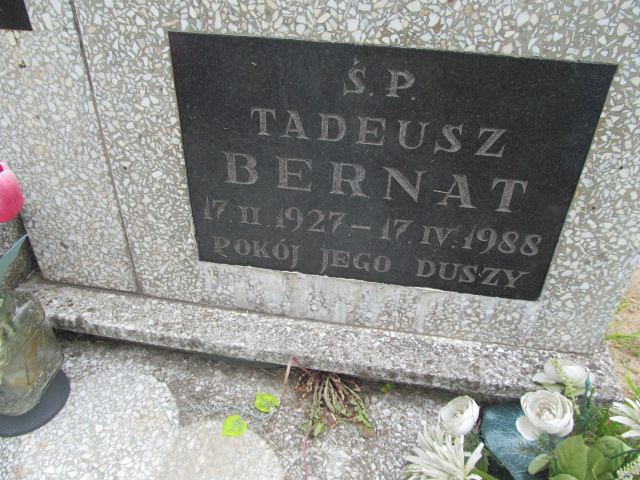 Ś.P.
TADEUSZ
BERNAT
17.II.1927-17.IV.1988
POKÓJ JEGO DUSZY